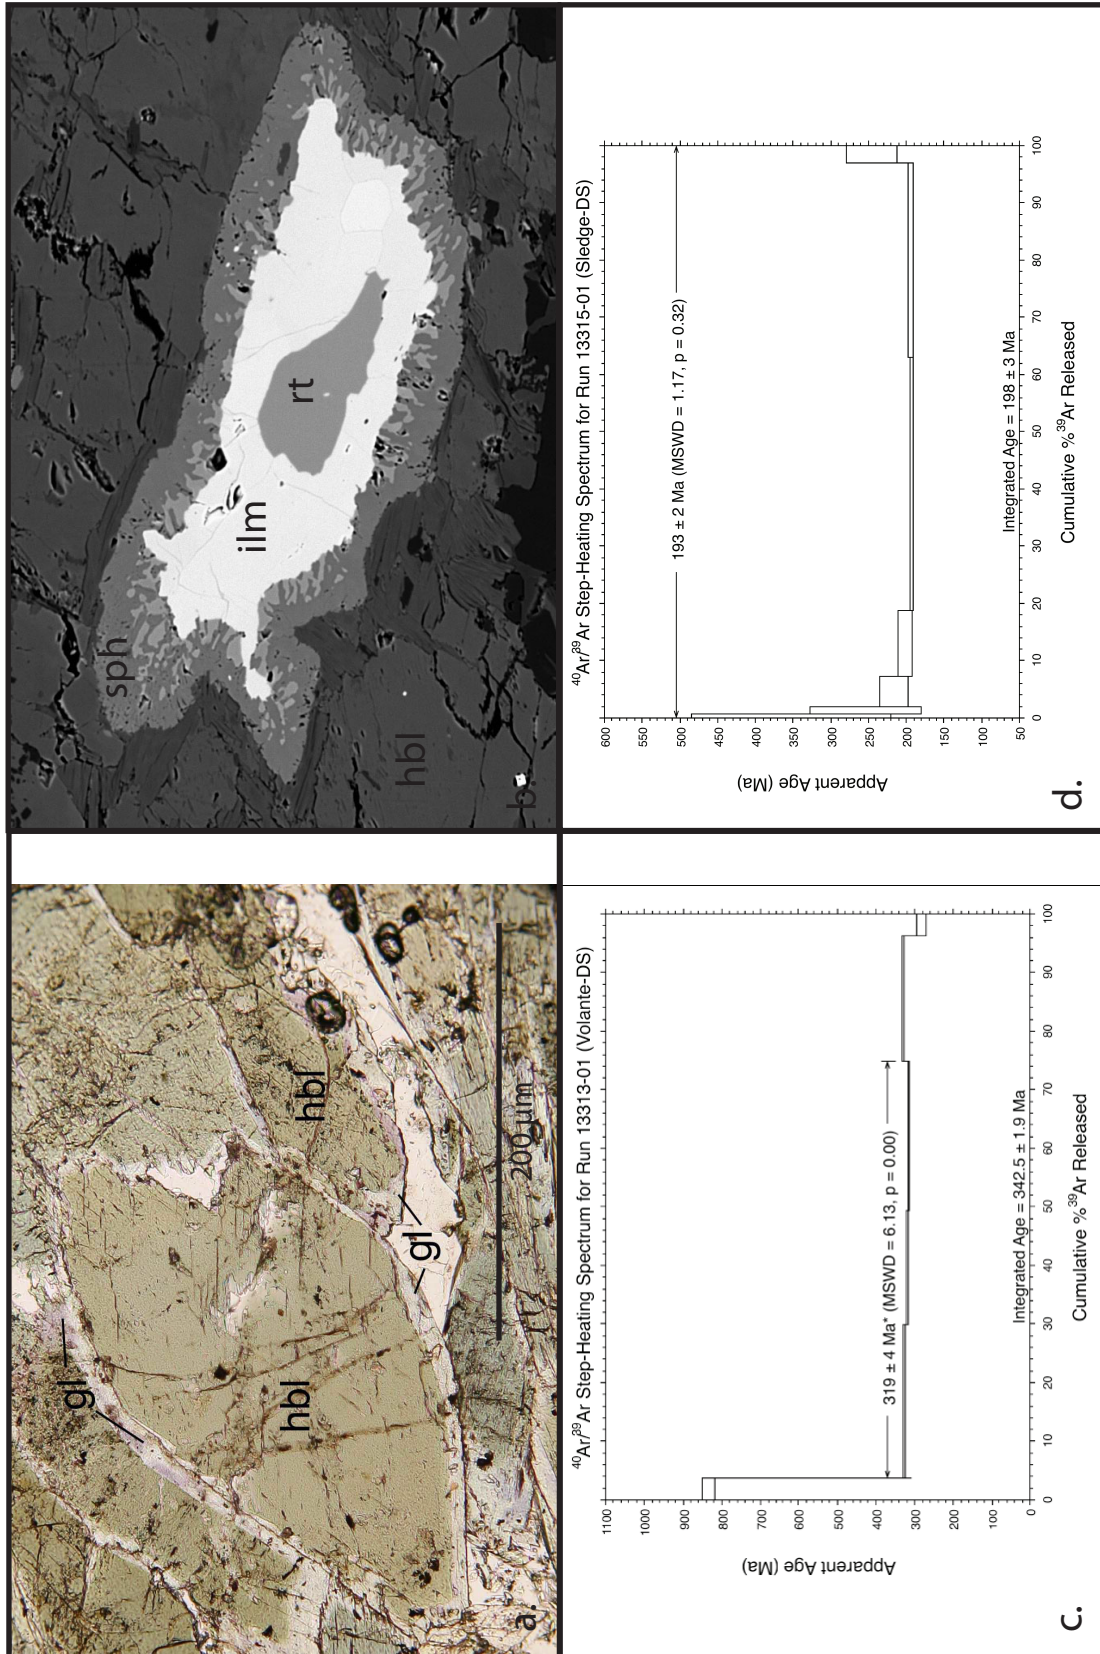 a.
gl
gl
hbl
hbl
200 µm
b.
sph
ilm
rt
hbl
c.
⁴⁰Ar/³⁹Ar Step-Heating Spectrum for Run 13313-01 (Volante-DS)
Apparent Age (Ma)
1100
1000
900
800
700
600
500
400
300
200
100
0
319 ± 4 Ma* (MSWD = 6.13, p = 0.00)
Integrated Age = 342.5 ± 1.9 Ma
0 10 20 30 40 50 60 70 80 90 100
Cumulative %³⁹Ar Released
d.
⁴⁰Ar/³⁹Ar Step-Heating Spectrum for Run 13315-01 (Sledge-DS)
Apparent Age (Ma)
600
550
500
450
400
350
300
250
200
150
100
50
193 ± 2 Ma (MSWD = 1.17, p = 0.32)
Integrated Age = 198 ± 3 Ma
0 10 20 30 40 50 60 70 80 90 100
Cumulative %³⁹Ar Released